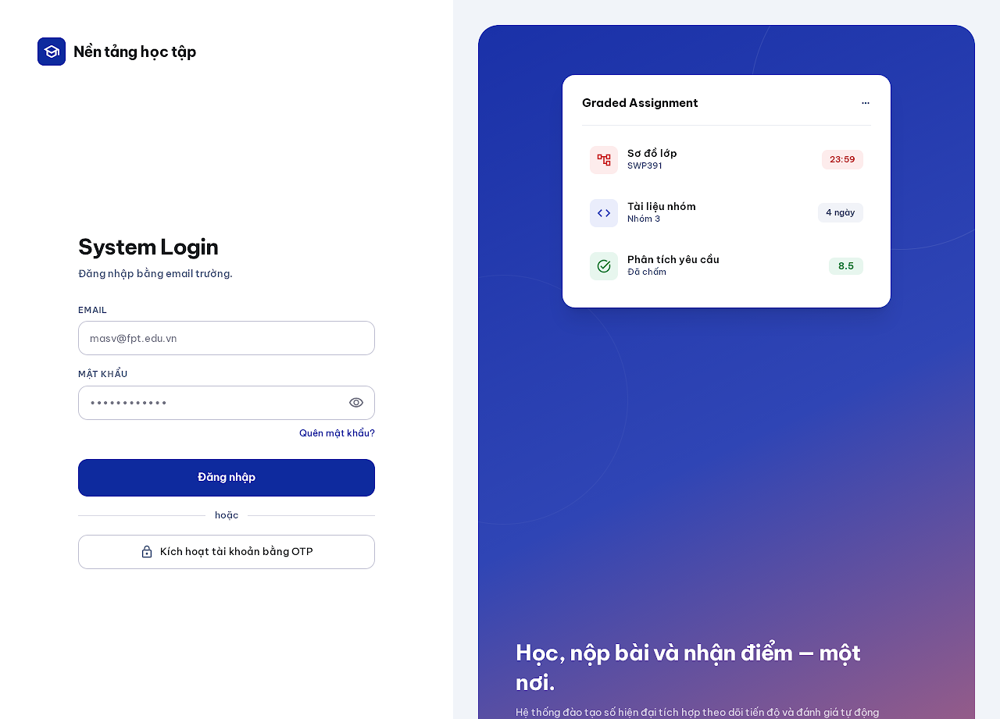 Nền tảng học tập
System Login
Đăng nhập bằng email trường.
EMAIL
masv@fpt.edu.vn
MẬT KHẨU
••••••••••••
Quên mật khẩu?
Đăng nhập
hoặc
Kích hoạt tài khoản bằng OTP
Graded Assignment
...
Sơ đồ lớp
SWP391
23:59
Tài liệu nhóm
Nhóm 3
4 ngày
Phân tích yêu cầu
Đã chấm
8.5
Học, nộp bài và nhận điểm — một
nơi.
Hệ thống đào tạo số hiện đại tích hợp theo dõi tiến độ và đánh giá tự động